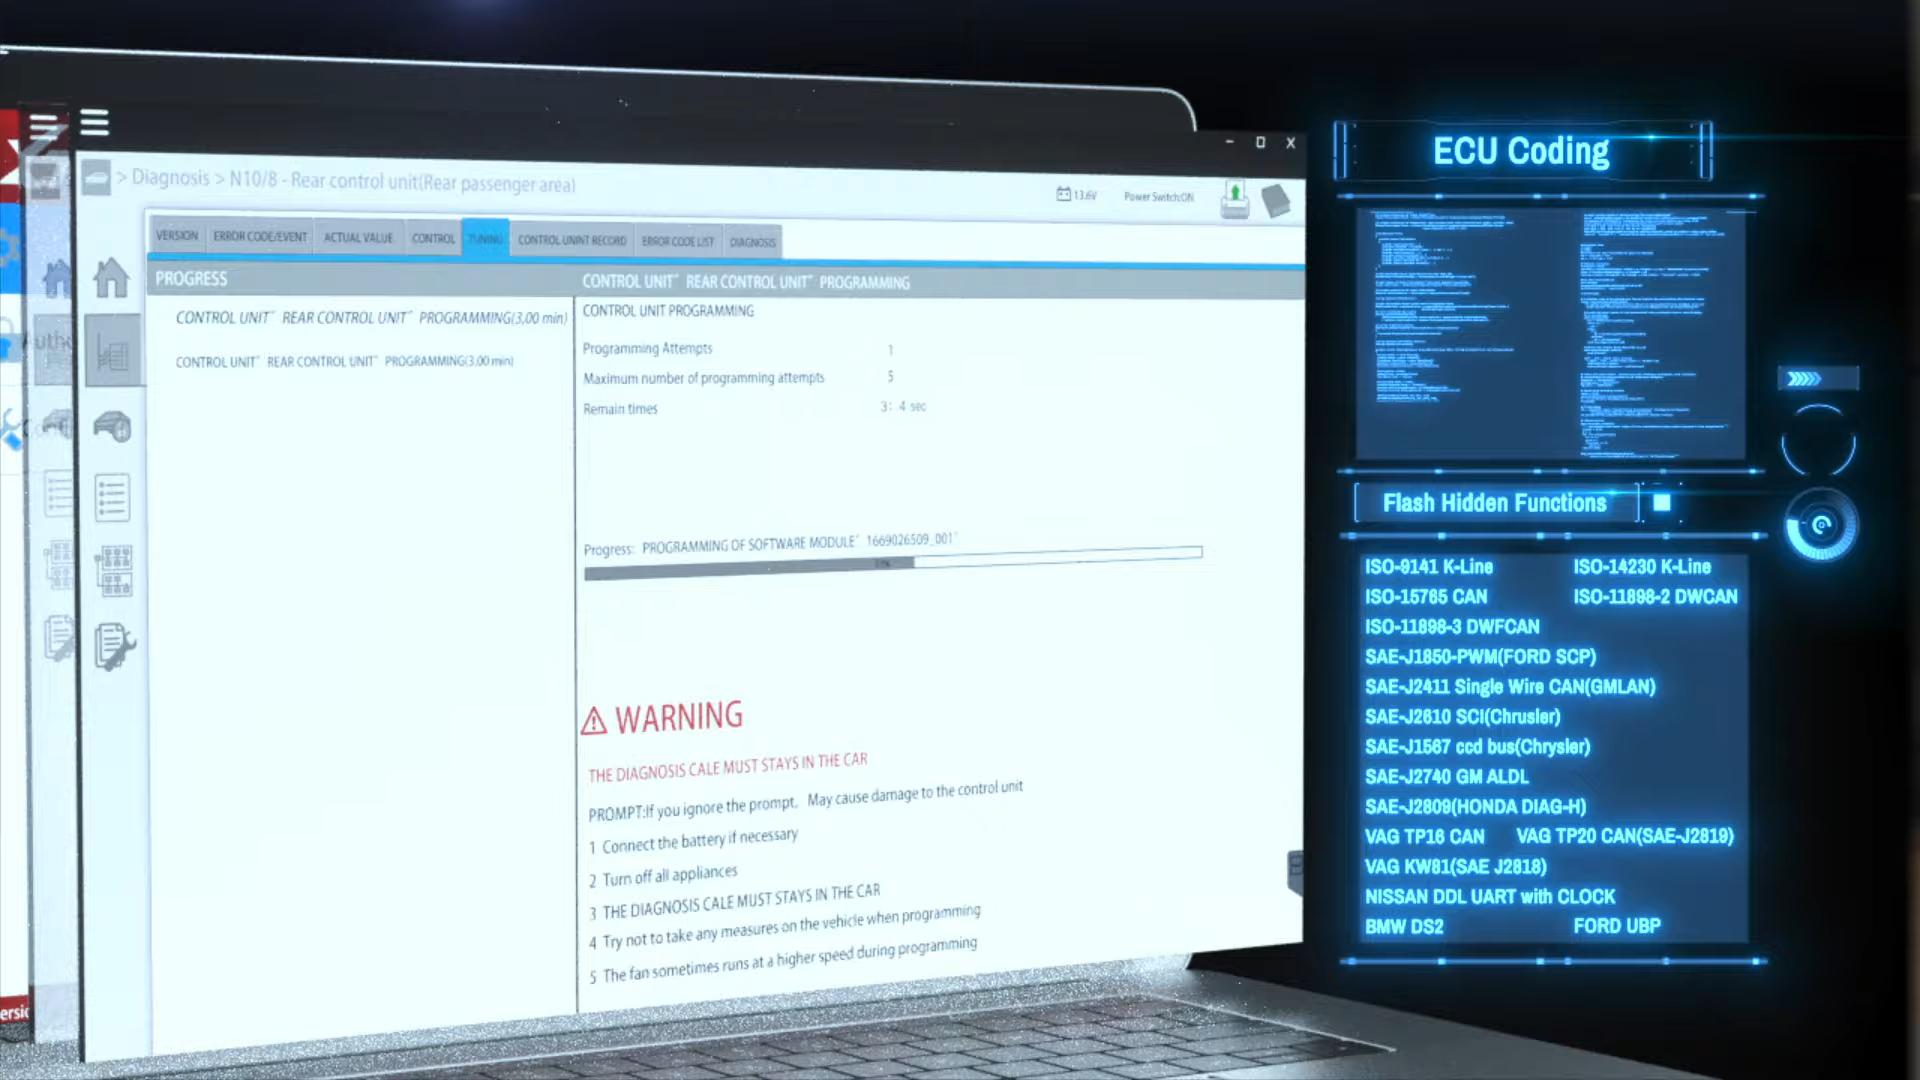 > Diagnosis > N10/8 - Rear control unit(Rear passenger area)
13.6V Power Switch:ON
VERSION ERROR CODE/EVENT ACTUAL VALUE CONTROL TUNING CONTROL UNINT RECORD ERROR CODE LIST DIAGNOSIS
PROGRESS
CONTROL UNIT" REAR CONTROL UNIT" PROGRAMMING(3,00 min)
CONTROL UNIT" REAR CONTROL UNIT" PROGRAMMING(3.00 min)
CONTROL UNIT" REAR CONTROL UNIT" PROGRAMMING
CONTROL UNIT PROGRAMMING
Programming Attempts 1
Maximum number of programming attempts 5
Remain times 3: 4 sec
Progress: PROGRAMMING OF SOFTWARE MODULE" 1669026509_001"
WARNING
THE DIAGNOSIS CALE MUST STAYS IN THE CAR
PROMPT:If you ignore the prompt, May cause damage to the control unit
1 Connect the battery if necessary
2 Turn off all appliances
3 THE DIAGNOSIS CALE MUST STAYS IN THE CAR
4 Try not to take any measures on the vehicle when programming
5 The fan sometimes runs at a higher speed during programming
ECU Coding
Flash Hidden Functions
ISO-9141 K-Line ISO-14230 K-Line
ISO-15765 CAN ISO-11898-2 DWCAN
ISO-11898-3 DWFCAN
SAE-J1850-PWM(FORD SCP)
SAE-J2411 Single Wire CAN(GMLAN)
SAE-J2610 SCI(Chrusler)
SAE-J1567 ccd bus(Chrysler)
SAE-J2740 GM ALDL
SAE-J2809(HONDA DIAG-H)
VAG TP16 CAN VAG TP20 CAN(SAE-J2819)
VAG KW81(SAE J2818)
NISSAN DDL UART with CLOCK
BMW DS2 FORD UBP